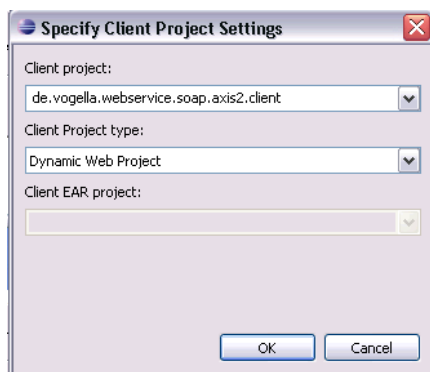 Specify Client Project Settings
Client project:
de.vogella.webservice.soap.axis2.client
Client Project type:
Dynamic Web Project
Client EAR project:
OK
Cancel